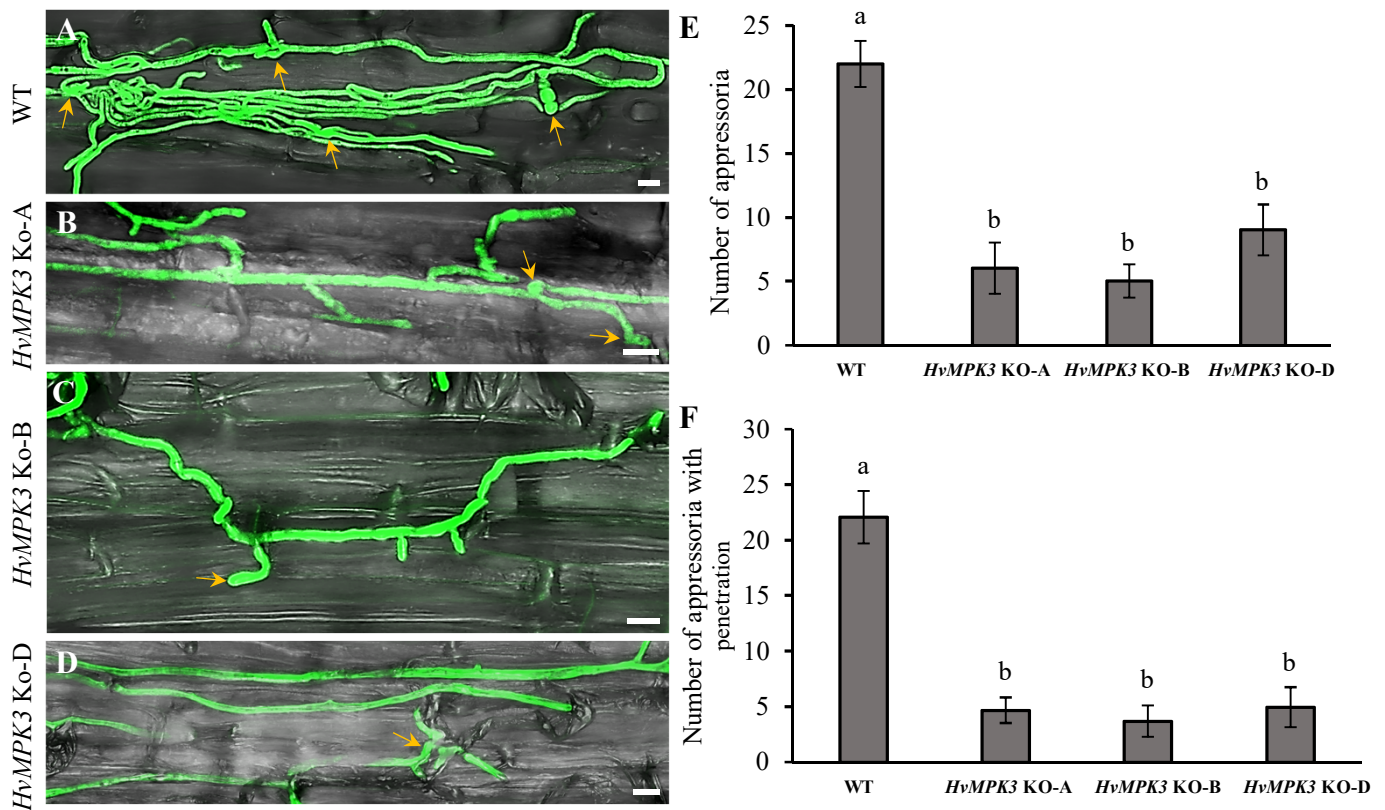 A
WT
B
HvMPK3 Ko-A
C
HvMPK3 Ko-B
D
HvMPK3 Ko-D
E
Number of appressoria
25
20
15
10
5
0
a
b
b
b
WT
HvMPK3 KO-A
HvMPK3 KO-B
HvMPK3 KO-D
F
Number of appressoria with
penetration
30
25
20
15
10
5
0
a
b
b
b
WT
HvMPK3 KO-A
HvMPK3 KO-B
HvMPK3 KO-D